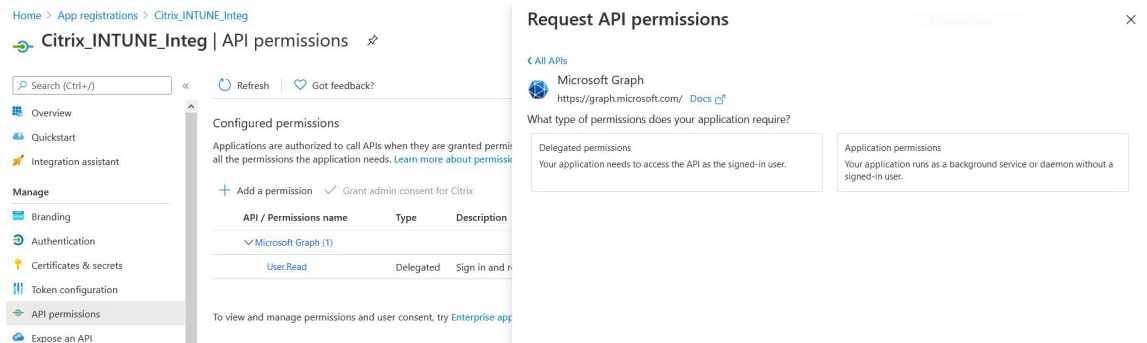 Home > App registrations > Citrix_INTUNE_Integ
Citrix_INTUNE_Integ | API permissions
Search (Ctrl+/)
«
Overview
Quickstart
Integration assistant
Manage
Branding
Authentication
Certificates & secrets
Token configuration
API permissions
Expose an API
Refresh
Got feedback?
Configured permissions
Applications are authorized to call APIs when they are granted permis
all the permissions the application needs. Learn more about permissio
+ Add a permission Grant admin consent for Citrix
API / Permissions name Type Description
Microsoft Graph (1)
User.Read Delegated Sign in and r
To view and manage permissions and user consent, try Enterprise app
Request API permissions
< All APIs
Microsoft Graph
https://graph.microsoft.com/ Docs
What type of permissions does your application require?
Delegated permissions
Your application needs to access the API as the signed-in user.
Application permissions
Your application runs as a background service or daemon without a
signed-in user.